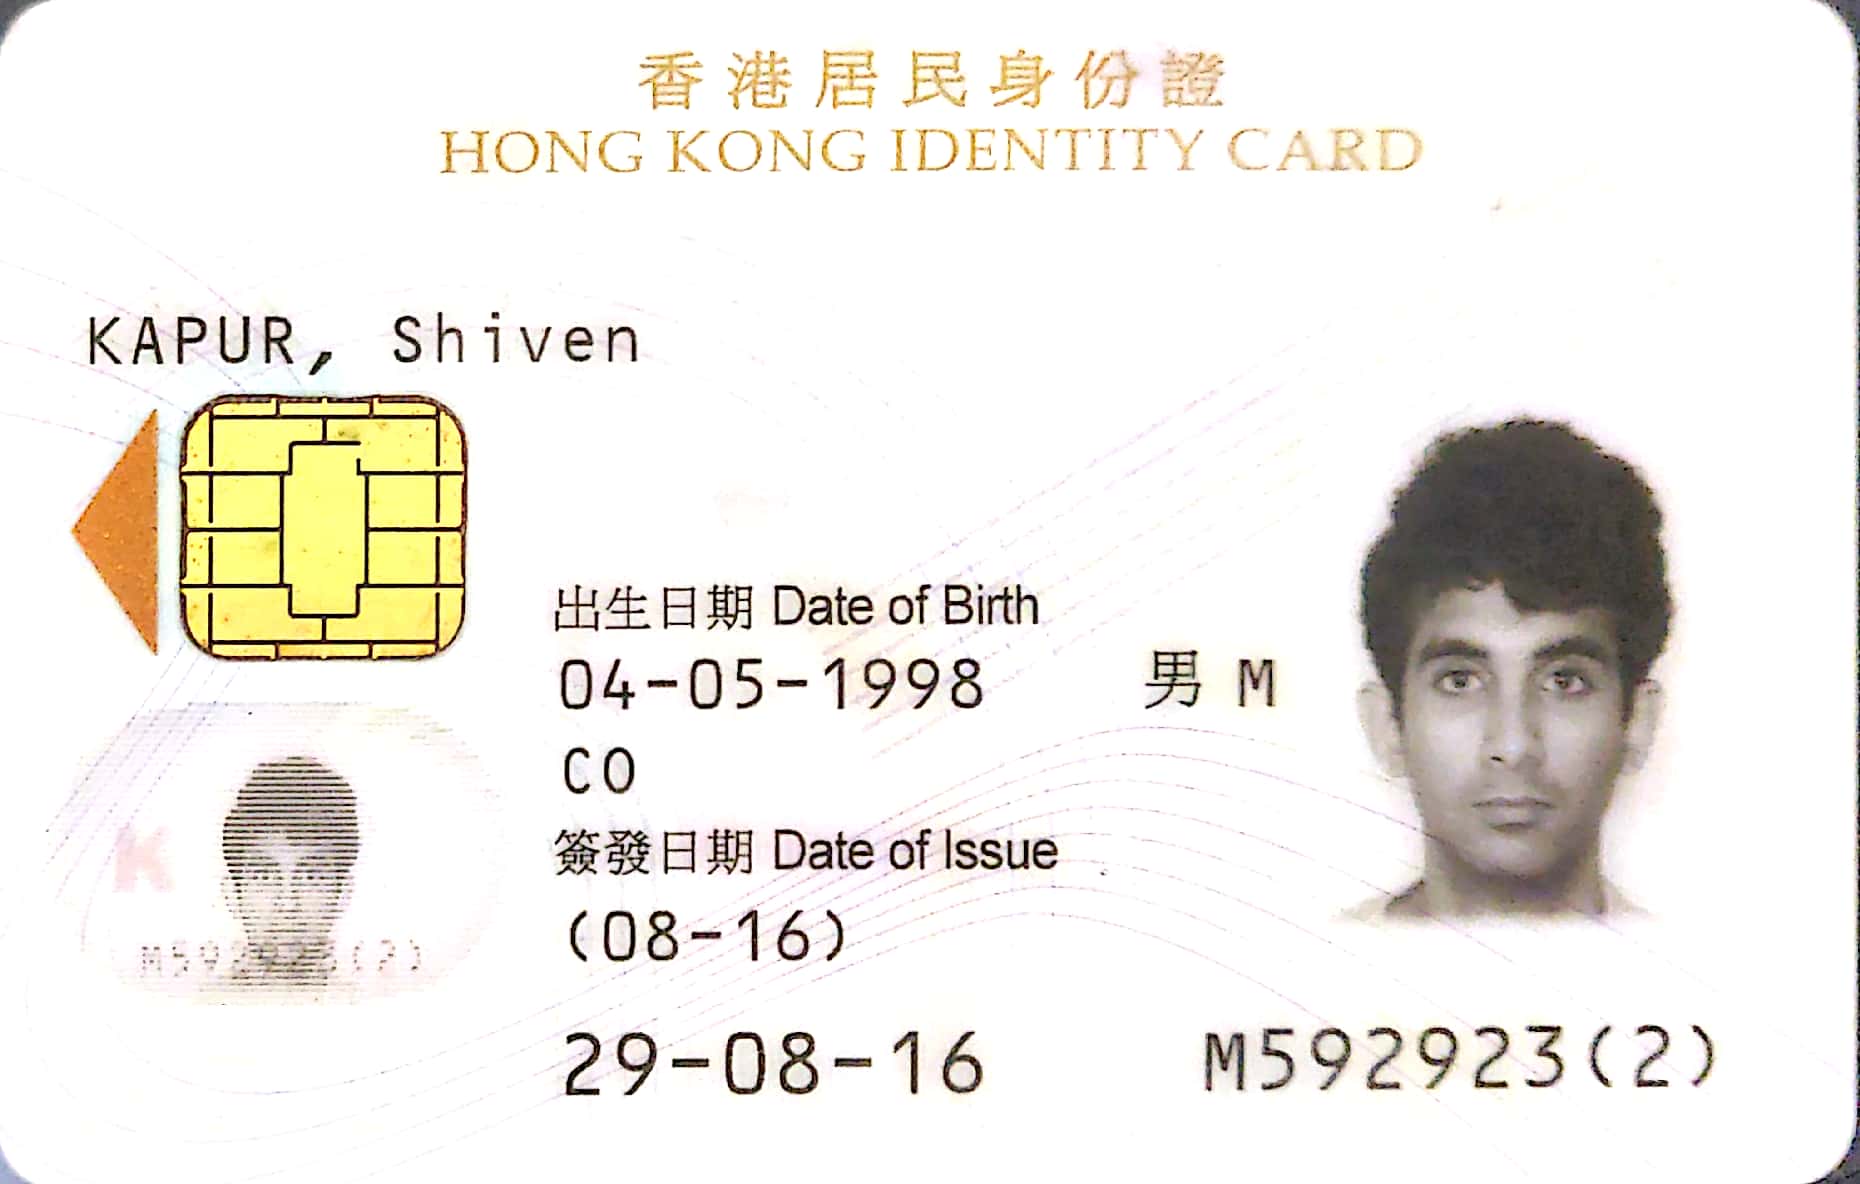 香港居民身份證
HONG KONG IDENTITY CARD
KAPUR, Shiven
出生日期 Date of Birth
04-05-1998
男 M
CO
簽發日期 Date of Issue
(08-16)
K
M592923(2)
29-08-16
M592923(2)